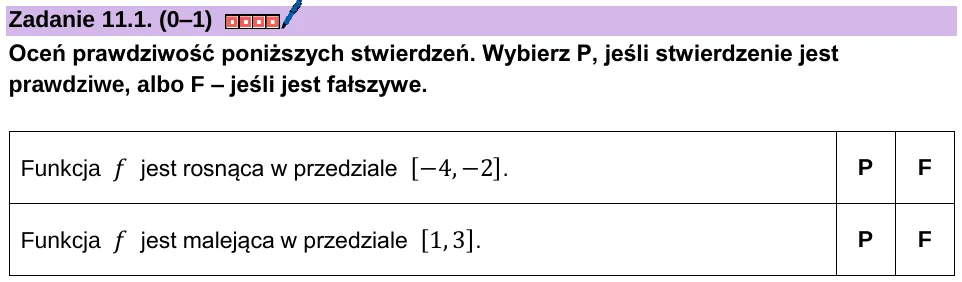 Zadanie 11.1. (0–1)
Oceń prawdziwość poniższych stwierdzeń. Wybierz P, jeśli stwierdzenie jest
prawdziwe, albo F – jeśli jest fałszywe.
Funkcja f jest rosnąca w przedziale [−4, −2]. P F
Funkcja f jest malejąca w przedziale [1, 3]. P F